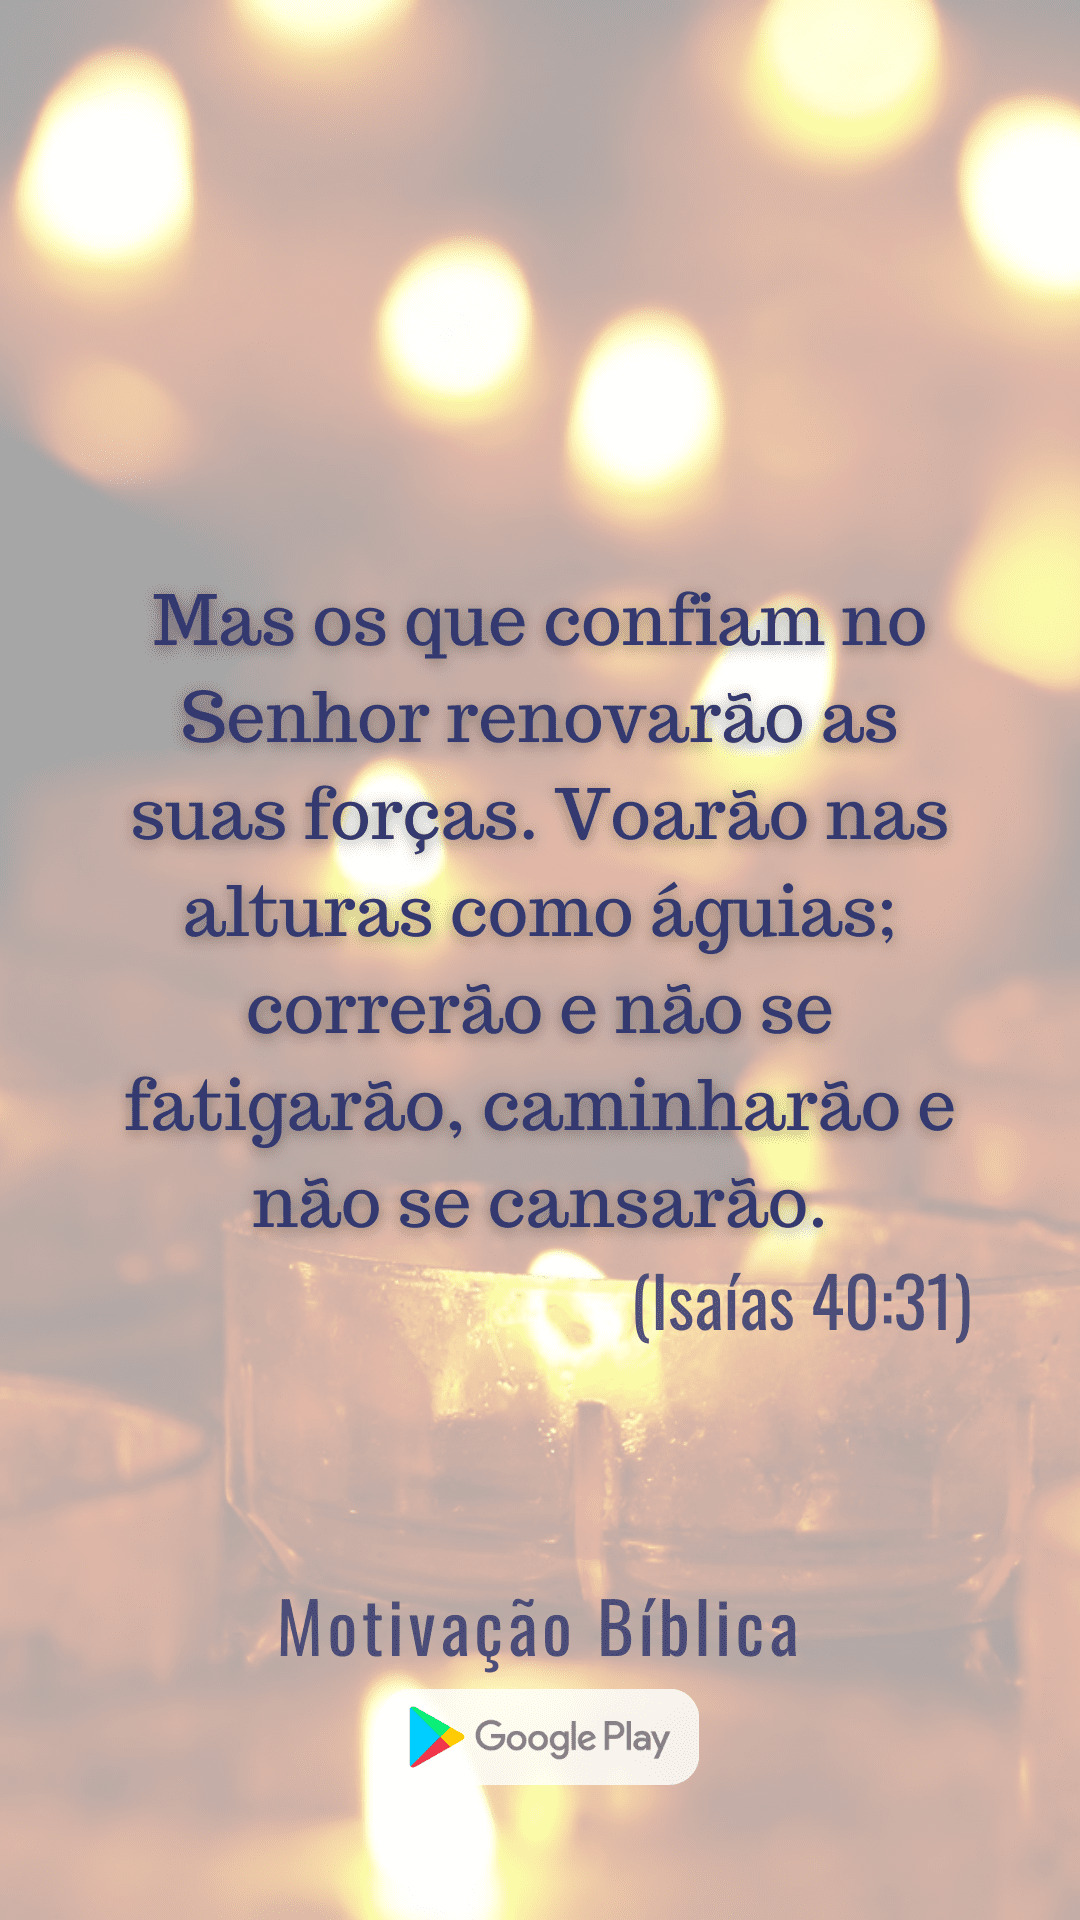 Mas os que confiam no
Senhor renovarão as
suas forças. Voarão nas
alturas como águias;
correrão e não se
fatigarão, caminharão e
não se cansarão.
(Isaías 40:31)
Motivação Bíblica
Google Play